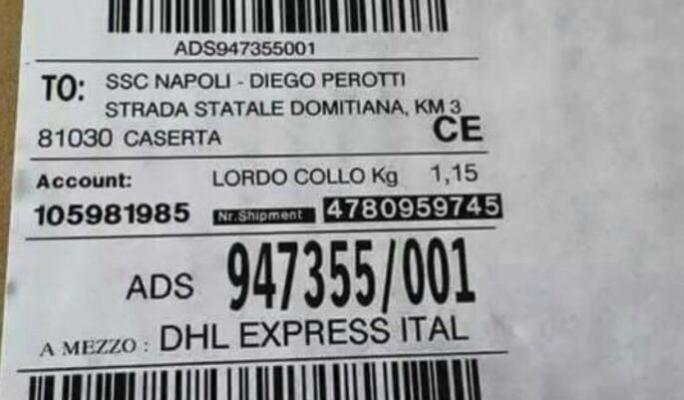 ADS947355001
TO: SSC NAPOLI - DIEGO PEROTTI
STRADA STATALE DOMITIANA, KM 3
81030 CASERTA CE
Account: LORDO COLLO Kg 1,15
105981985 Nr.Shipment 4780959745
ADS 947355/001
A MEZZO : DHL EXPRESS ITAL